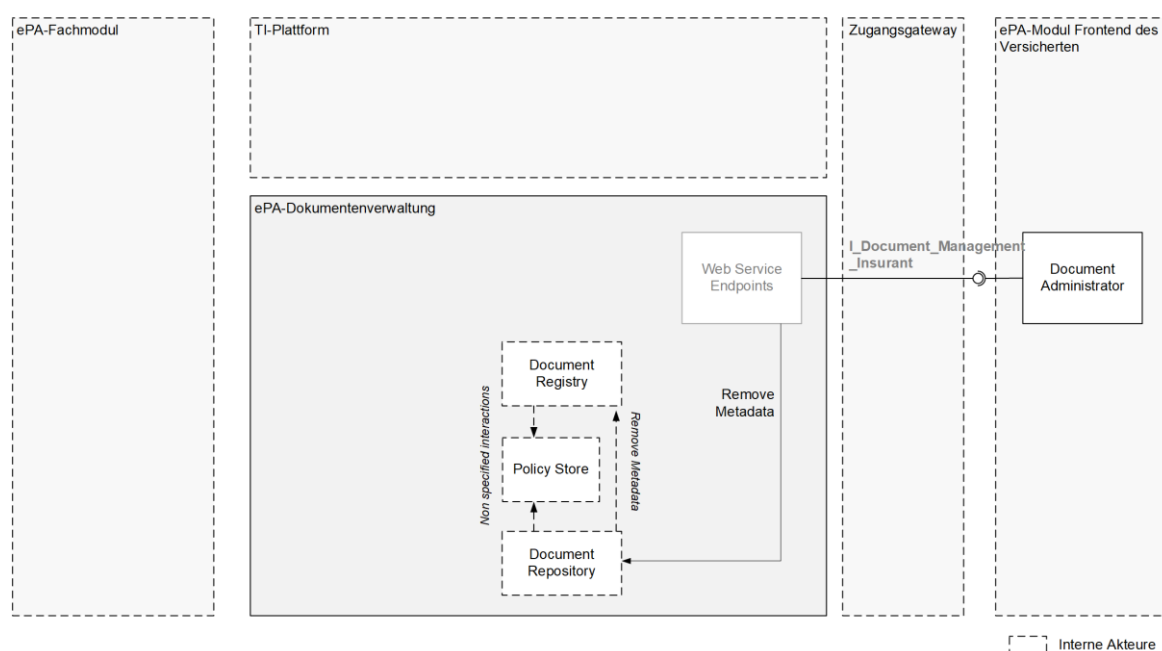 ePA-Fachmodul
TI-Plattform
Zugangsgateway
ePA-Modul Frontend des
Versicherten
ePA-Dokumentenverwaltung
Web Service
Endpoints
I_Document_Management
_Insurant
Document
Administrator
Document
Registry
Remove
Metadata
Non specified interactions
Remove Metadata
Policy Store
Document
Repository
Interne Akteure